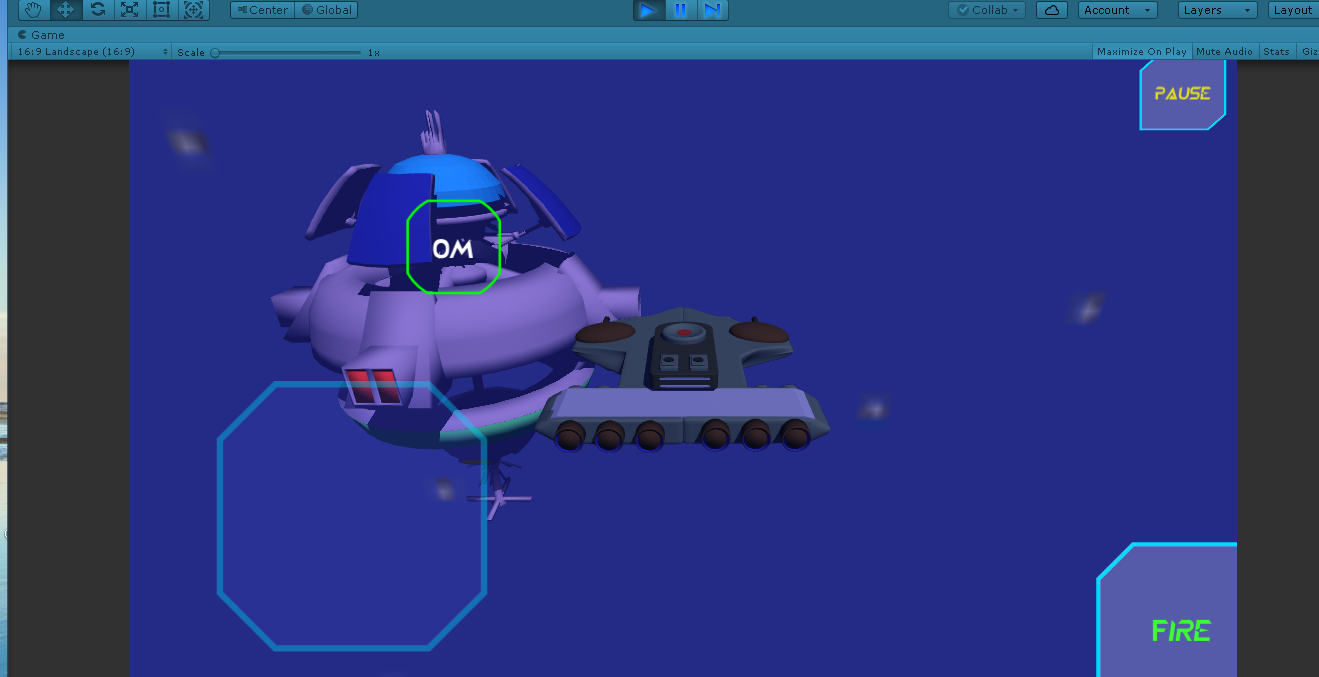 Center Global Collab Account Layers Layout
Game
16:9 Landscape (16:9) Scale 1x Maximize On Play Mute Audio Stats Giz
PAUSE
OM
FIRE